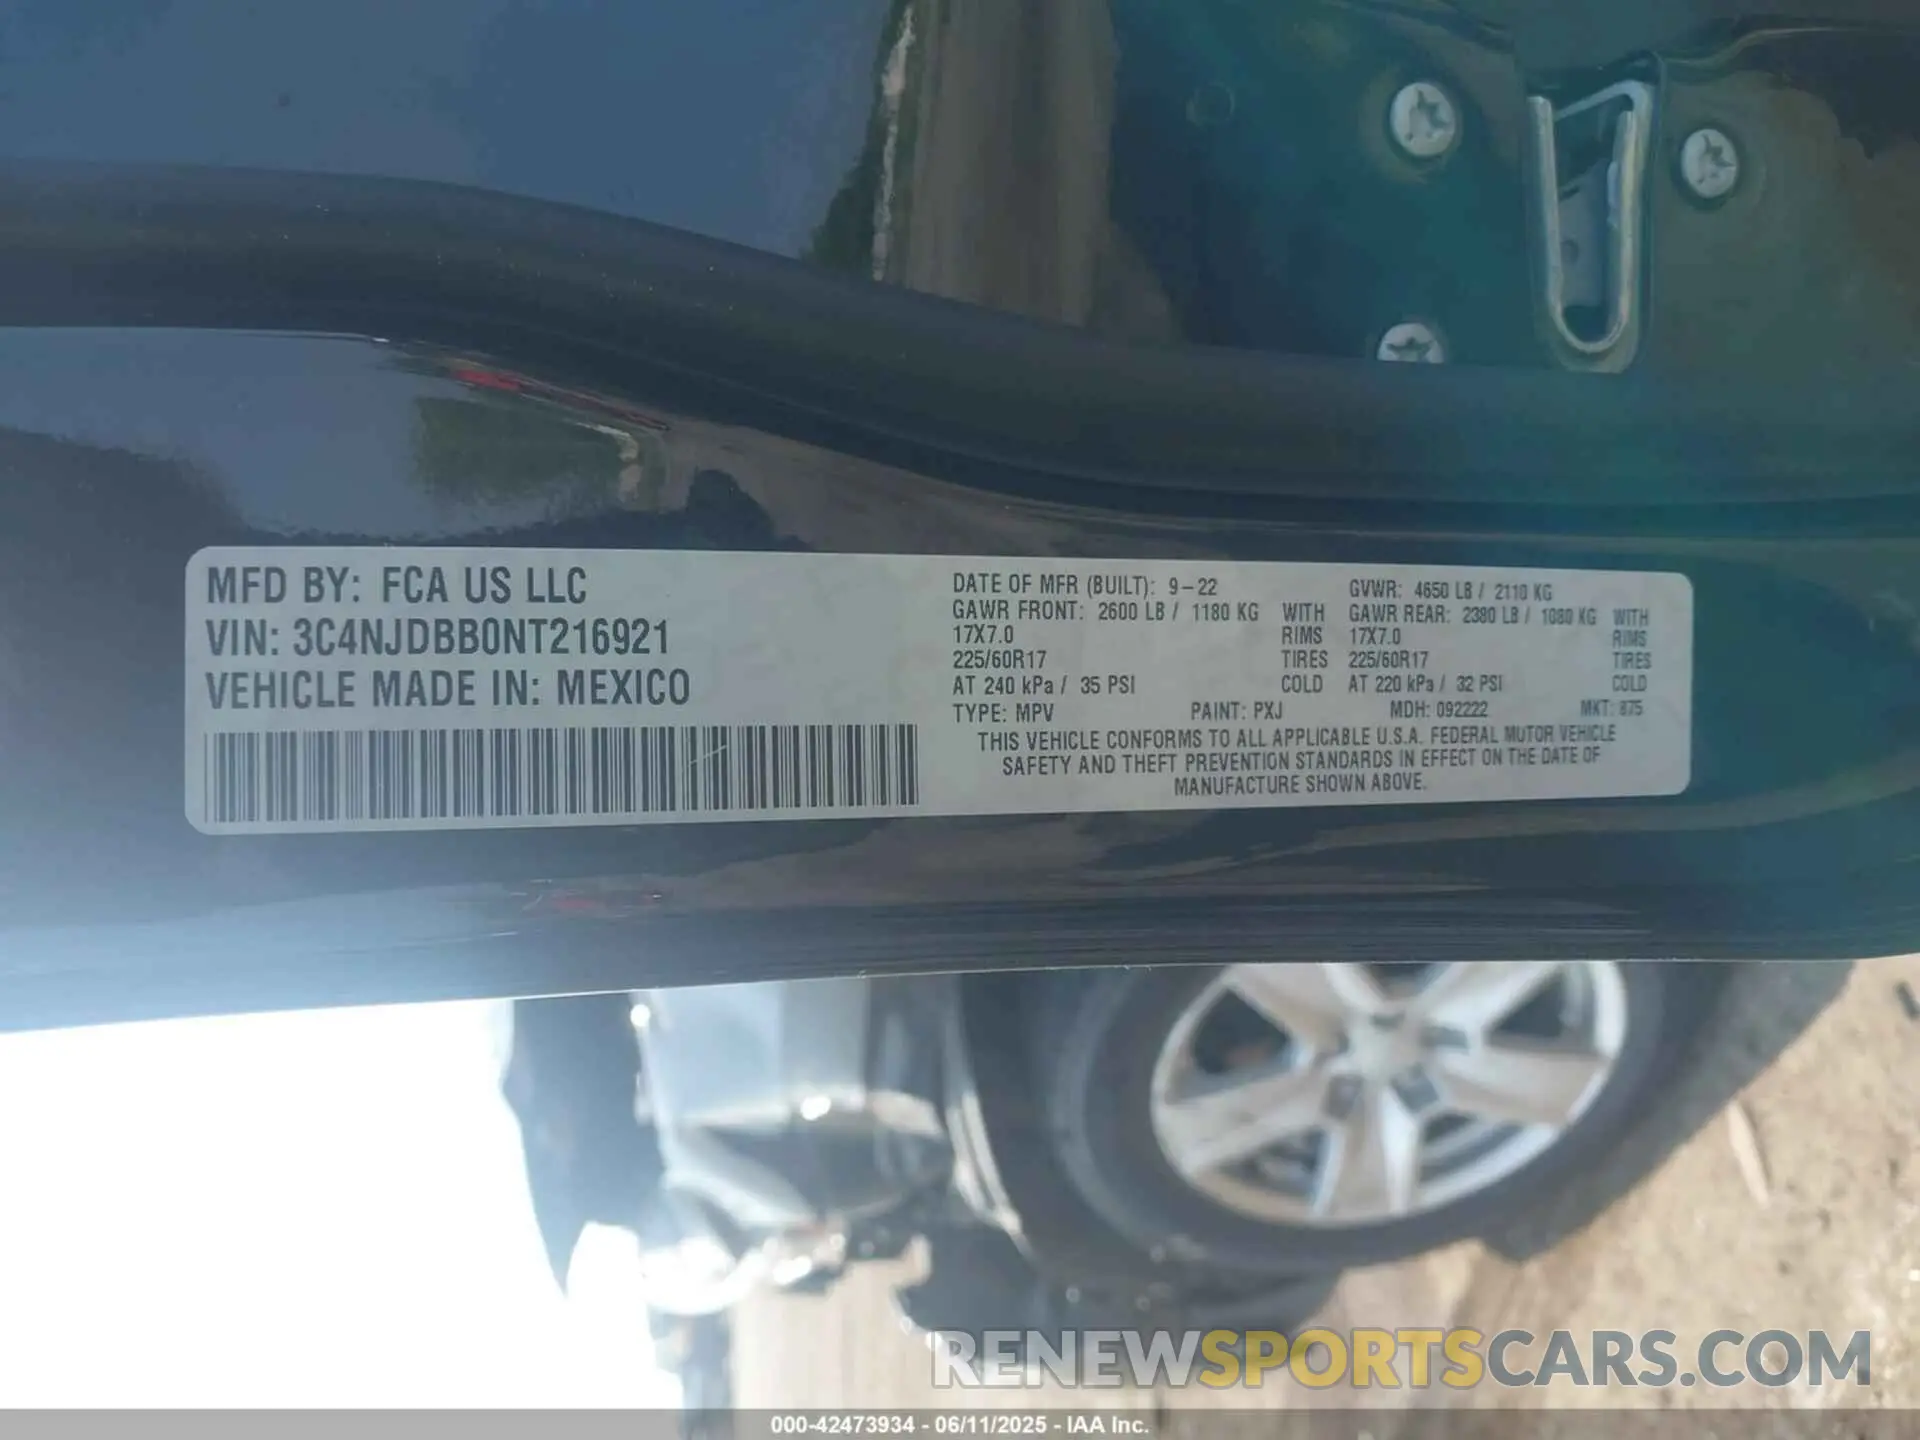 MFD BY: FCA US LLC
VIN: 3C4NJDBB0NT216921
VEHICLE MADE IN: MEXICO
DATE OF MFR (BUILT): 9-22 GVWR: 4650 LB / 2110 KG
GAWR FRONT: 2600 LB / 1180 KG WITH GAWR REAR: 2380 LB / 1080 KG WITH
17X7.0 RIMS 17X7.0 RIMS
225/60R17 TIRES 225/60R17 TIRES
AT 240 kPa / 35 PSI COLD AT 220 kPa / 32 PSI COLD
TYPE: MPV PAINT: PXJ MDH: 092222 MKT: 875
THIS VEHICLE CONFORMS TO ALL APPLICABLE U.S.A. FEDERAL MOTOR VEHICLE
SAFETY AND THEFT PREVENTION STANDARDS IN EFFECT ON THE DATE OF
MANUFACTURE SHOWN ABOVE.
RENEWSPORTSCARS.COM
000-42473934 - 06/11/2025 - IAA Inc.